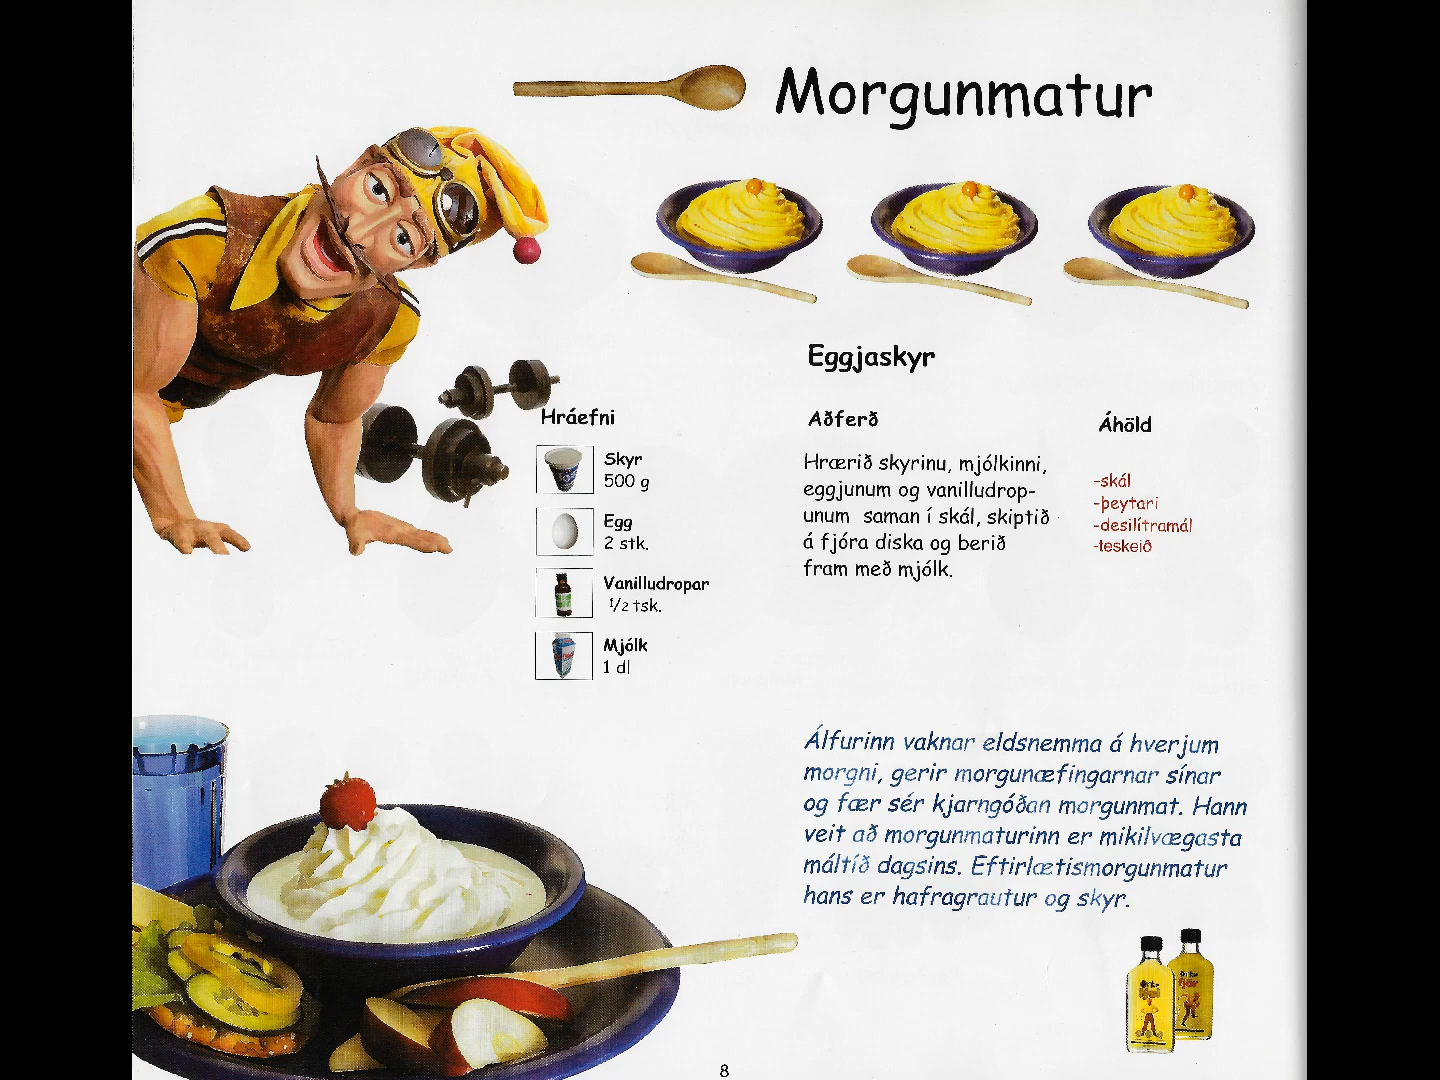 Morgunmatur
Eggjaskyr
Hráefni
Skyr
500 g
Egg
2 stk.
Vanilludropar
1/2 tsk.
Mjólk
1 dl
Aðferð
Hrærið skyrinu, mjólkinni,
eggjunum og vanilludrop-
unum saman í skál, skiptið
á fjóra diska og berið
fram með mjólk.
Áhöld
-skál
-þeytari
-desilítramál
-teskeið
Álfurinn vaknar eldsnemma á hverjum
morgni, gerir morgunæfingarnar sínar
og fær sér kjarngóðan morgunmat. Hann
veit að morgunmaturinn er mikilvægasta
máltíð dagsins. Eftirlætismorgunmatur
hans er hafragrautur og skyr.
8